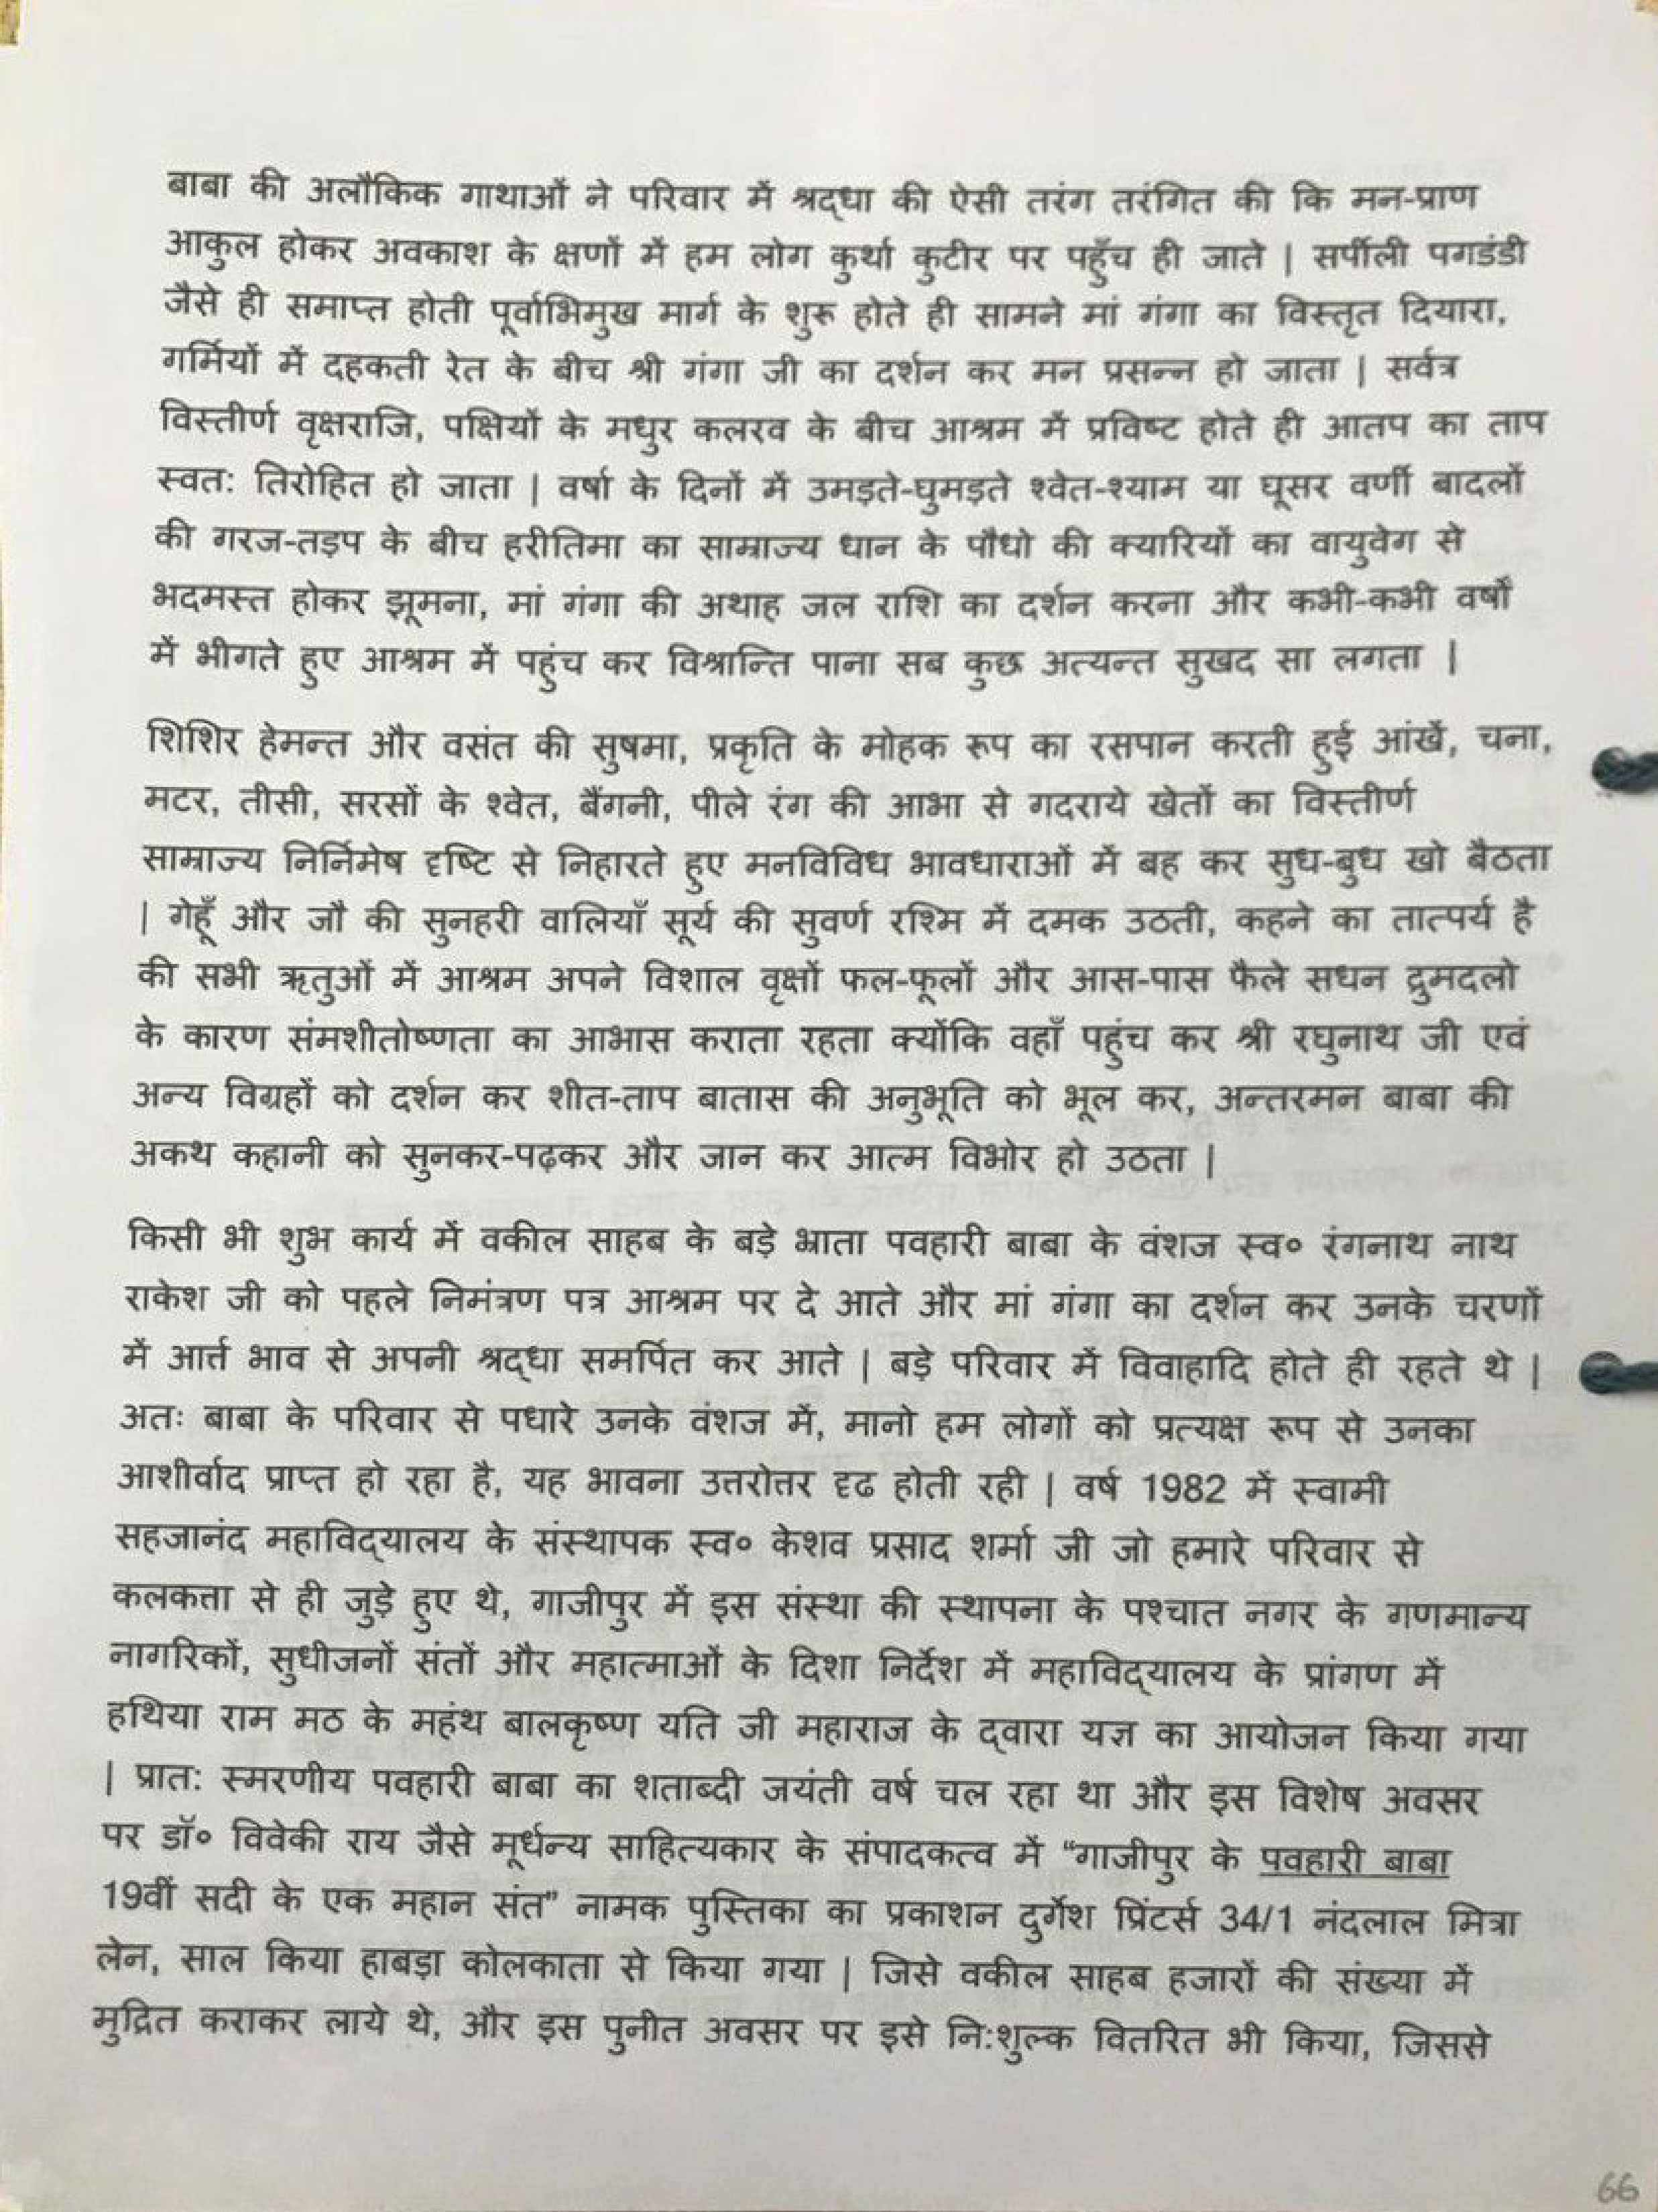 बाबा की अलौकिक गाथाओं ने परिवार में श्रद्धा की ऐसी तरंग तरंगित की कि मन-प्राण
आकुल होकर अवकाश के क्षणों में हम लोग कुर्था कुटीर पर पहुँच ही जाते | सर्पीली पगडंडी
जैसे ही समाप्त होती पूर्वाभिमुख मार्ग के शुरू होते ही सामने मां गंगा का विस्तृत दियारा,
गर्मियों में दहकती रेत के बीच श्री गंगा जी का दर्शन कर मन प्रसन्न हो जाता | सर्वत्र
विस्तीर्ण वृक्षराजि, पक्षियों के मधुर कलरव के बीच आश्रम में प्रविष्ट होते ही आतप का ताप
स्वतः तिरोहित हो जाता | वर्षा के दिनों में उमड़ते-घुमड़ते श्वेत-श्याम या घूसर वर्णी बादलों
की गरज-तड़प के बीच हरीतिमा का साम्राज्य धान के पौधो की क्यारियों का वायुवेग से
भदमस्त होकर झूमना, मां गंगा की अथाह जल राशि का दर्शन करना और कभी-कभी वर्षों
में भीगते हुए आश्रम में पहुंच कर विश्रान्ति पाना सब कुछ अत्यन्त सुखद सा लगता |
शिशिर हेमन्त और वसंत की सुषमा, प्रकृति के मोहक रूप का रसपान करती हुई आंखें, चना,
मटर, तीसी, सरसों के श्वेत, बैंगनी, पीले रंग की आभा से गदराये खेतों का विस्तीर्ण
साम्राज्य निर्निमेष दृष्टि से निहारते हुए मनविविध भावधाराओं में बह कर सुध-बुध खो बैठता
| गेहूँ और जौ की सुनहरी वालियाँ सूर्य की सुवर्ण रश्मि में दमक उठती, कहने का तात्पर्य है
की सभी ऋतुओं में आश्रम अपने विशाल वृक्षों फल-फूलों और आस-पास फैले सधन द्रुमदलो
के कारण संमशीतोष्णता का आभास कराता रहता क्योंकि वहाँ पहुंच कर श्री रघुनाथ जी एवं
अन्य विग्रहों को दर्शन कर शीत-ताप बातास की अनुभूति को भूल कर, अन्तरमन बाबा की
अकथ कहानी को सुनकर-पढ़कर और जान कर आत्म विभोर हो उठता |
किसी भी शुभ कार्य में वकील साहब के बड़े भ्राता पवहारी बाबा के वंशज स्व० रंगनाथ नाथ
राकेश जी को पहले निमंत्रण पत्र आश्रम पर दे आते और मां गंगा का दर्शन कर उनके चरणों
में आर्त्त भाव से अपनी श्रद्धा समर्पित कर आते | बड़े परिवार में विवाहादि होते ही रहते थे |
अतः बाबा के परिवार से पधारे उनके वंशज में, मानो हम लोगों को प्रत्यक्ष रूप से उनका
आशीर्वाद प्राप्त हो रहा है, यह भावना उत्तरोत्तर दृढ होती रही | वर्ष 1982 में स्वामी
सहजानंद महाविद्यालय के संस्थापक स्व० केशव प्रसाद शर्मा जी जो हमारे परिवार से
कलकत्ता से ही जुड़े हुए थे, गाजीपुर में इस संस्था की स्थापना के पश्चात नगर के गणमान्य
नागरिकों, सुधीजनों संतों और महात्माओं के दिशा निर्देश में महाविद्यालय के प्रांगण में
हथिया राम मठ के महंथ बालकृष्ण यति जी महाराज के द्वारा यज्ञ का आयोजन किया गया
| प्रात: स्मरणीय पवहारी बाबा का शताब्दी जयंती वर्ष चल रहा था और इस विशेष अवसर
पर डॉ० विवेकी राय जैसे मूर्धन्य साहित्यकार के संपादकत्व में “गाजीपुर के पवहारी बाबा
19वीं सदी के एक महान संत” नामक पुस्तिका का प्रकाशन दुर्गेश प्रिंटर्स 34/1 नंदलाल मित्रा
लेन, साल किया हाबड़ा कोलकाता से किया गया | जिसे वकील साहब हजारों की संख्या में
मुद्रित कराकर लाये थे, और इस पुनीत अवसर पर इसे नि:शुल्क वितरित भी किया, जिससे
66